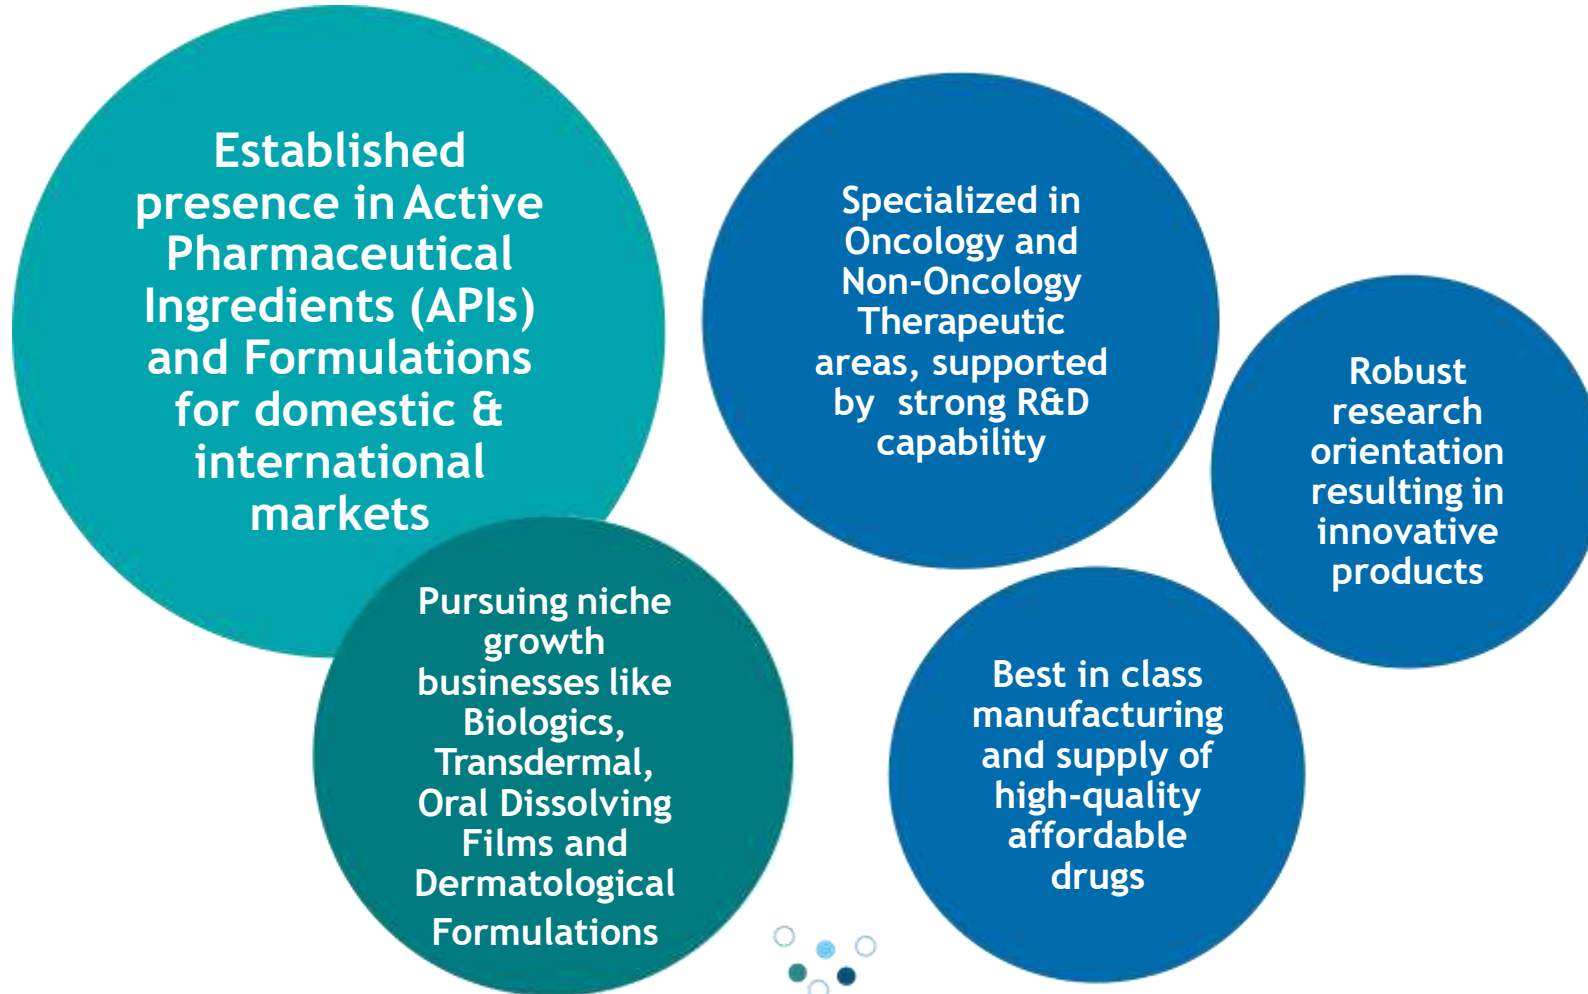 Established
presence in Active
Pharmaceutical
Ingredients (APIs)
and Formulations
for domestic &
international
markets
Specialized in
Oncology and
Non-Oncology
Therapeutic
areas, supported
by strong R&D
capability
Robust
research
orientation
resulting in
innovative
products
Pursuing niche
growth
businesses like
Biologics,
Transdermal,
Oral Dissolving
Films and
Dermatological
Formulations
Best in class
manufacturing
and supply of
high-quality
affordable
drugs